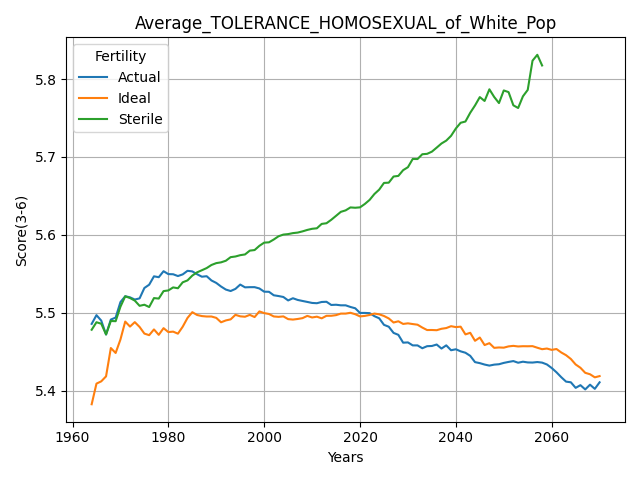 Average_TOLERANCE_HOMOSEXUAL_of_White_Pop
Fertility
Actual
Ideal
Sterile
Score(3-6)
5.8
5.7
5.6
5.5
5.4
1960 1980 2000 2020 2040 2060
Years